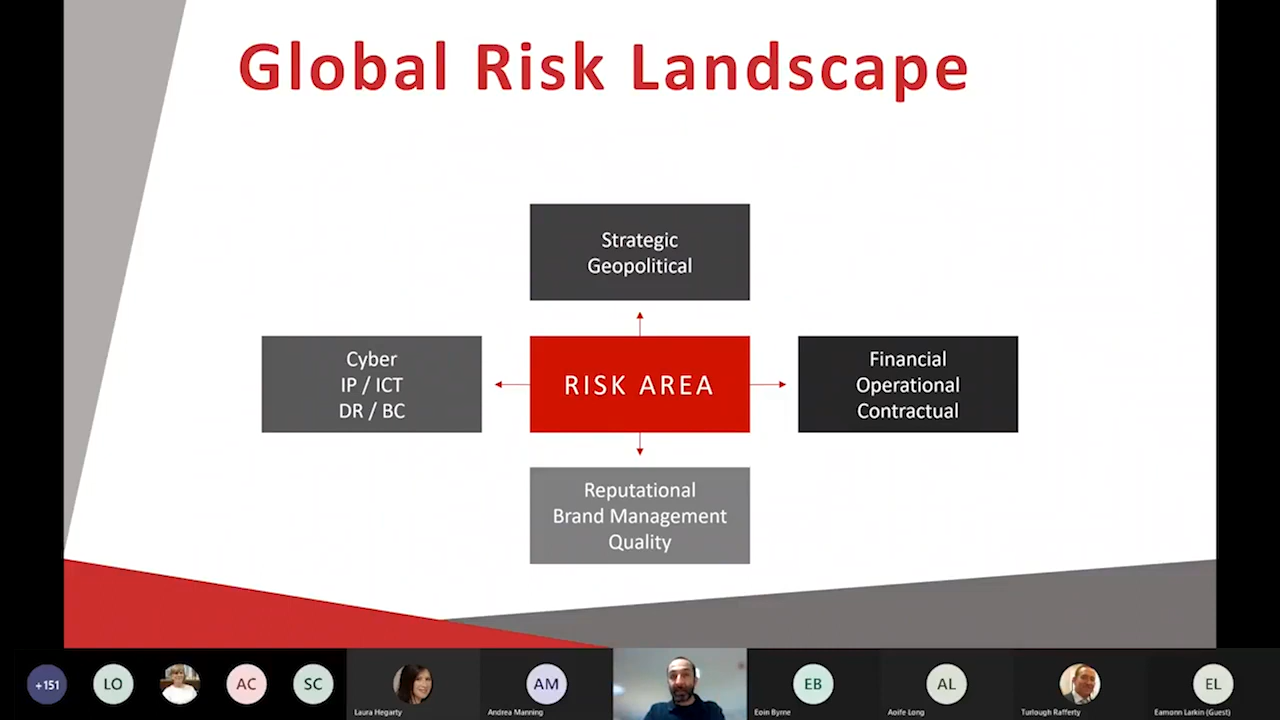 Global Risk Landscape
Strategic
Geopolitical
Cyber
IP / ICT
DR / BC
RISK AREA
Financial
Operational
Contractual
Reputational
Brand Management
Quality
+151
LO
AC
SC
Laura Hegarty
AM
Andrea Manning
EB
Eoin Byrne
AL
Aoife Long
Turlough Rafferty
EL
Eamonn Larkin (Guest)